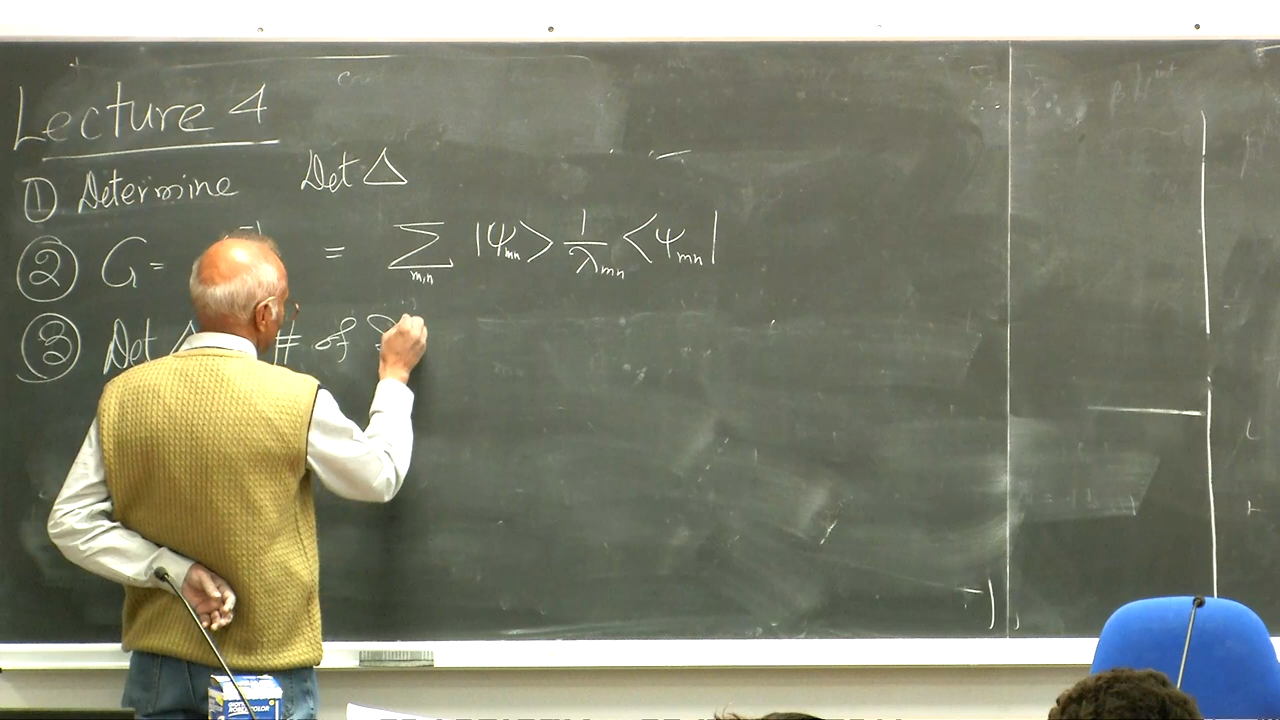 Lecture 4
① Determine Det Δ
② G = = ∑ m,n |ψmn> 1/λmn <ψmn|
③ Det # of